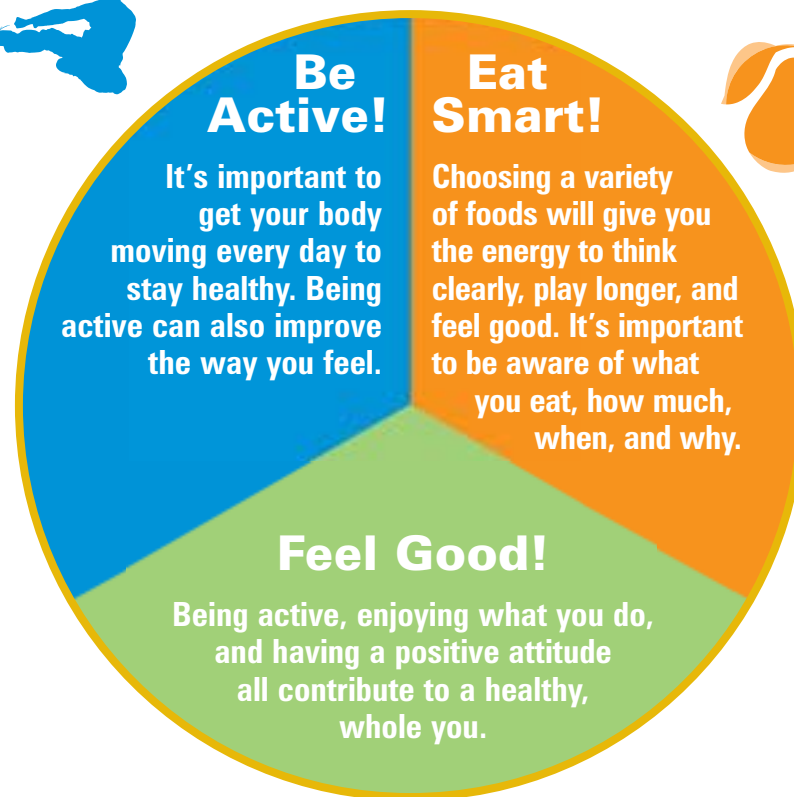 Be
Active!
It's important to
get your body
moving every day to
stay healthy. Being
active can also improve
the way you feel.
Eat
Smart!
Choosing a variety
of foods will give you
the energy to think
clearly, play longer, and
feel good. It's important
to be aware of what
you eat, how much,
when, and why.
Feel Good!
Being active, enjoying what you do,
and having a positive attitude
all contribute to a healthy,
whole you.